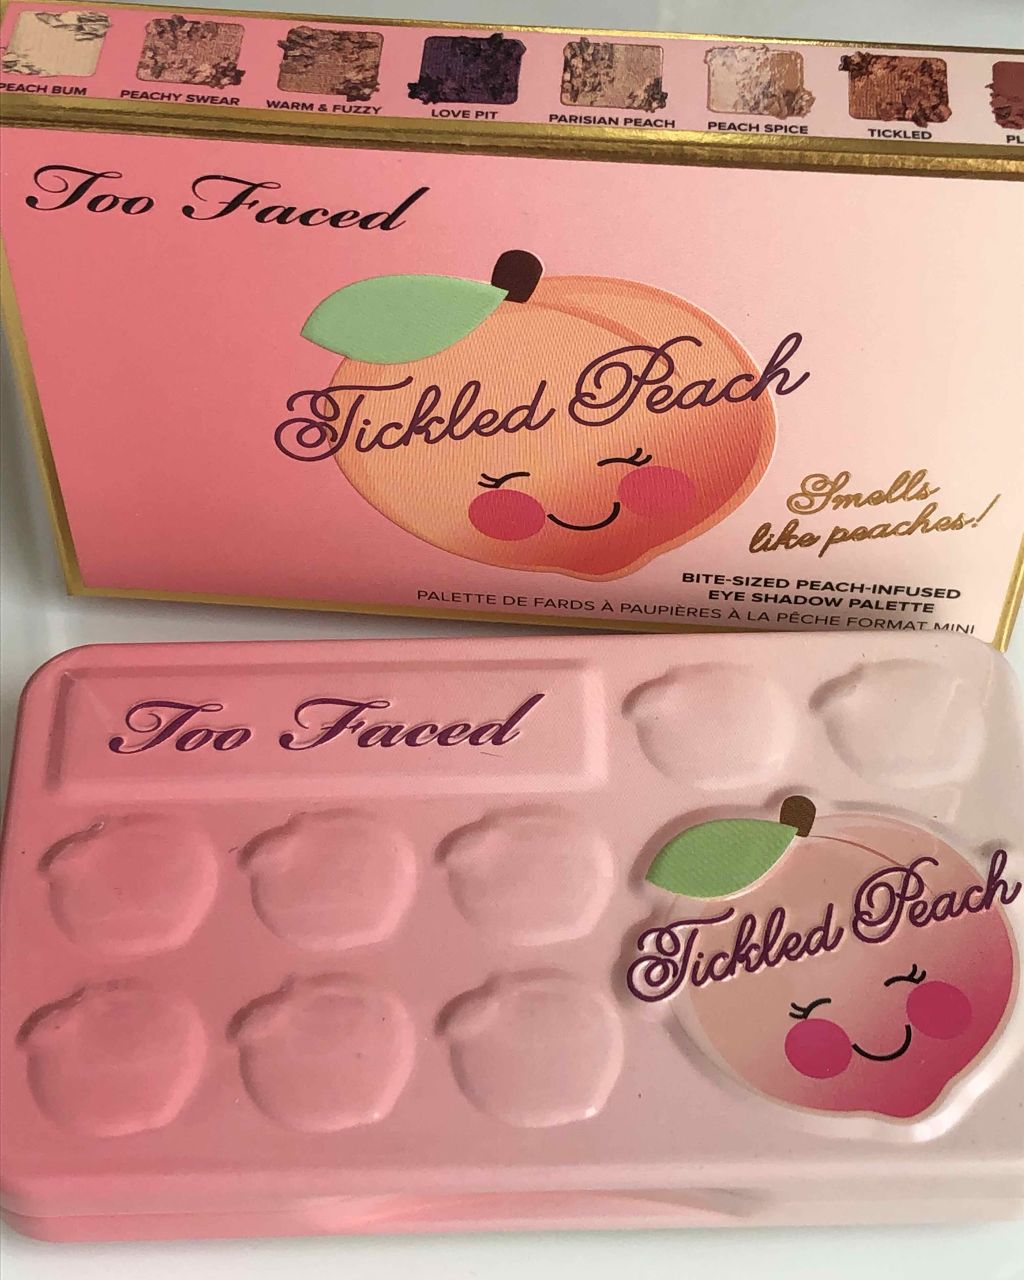 PEACH BUM PEACHY SWEAR WARM & FUZZY LOVE PIT PARISIAN PEACH PEACH SPICE TICKLED PL
Too Faced
Tickled Peach
Smells
like peaches!
BITE-SIZED PEACH-INFUSED
EYE SHADOW PALETTE
PALETTE DE FARDS À PAUPIÈRES À LA PÊCHE FORMAT MINI
Too Faced
Tickled Peach